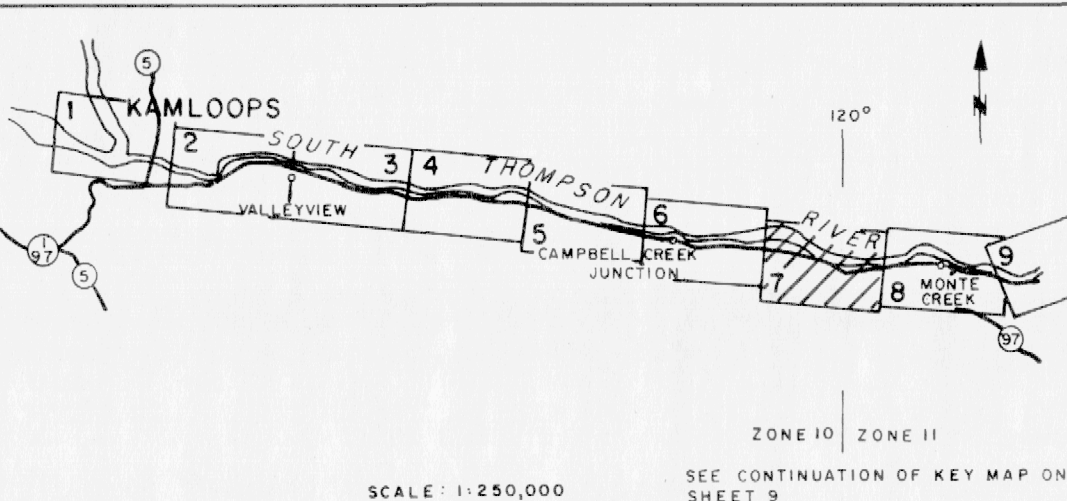 5
1 KAMLOOPS
2
SOUTH
3
4
THOMPSON
VALLEYVIEW
5
CAMPBELL CREEK
JUNCTION
6
RIVER
7
8
MONTE
CREEK
9
1
97
5
97
120°
N
ZONE 10 | ZONE 11
SCALE: 1:250,000
SEE CONTINUATION OF KEY MAP ON
SHEET 9